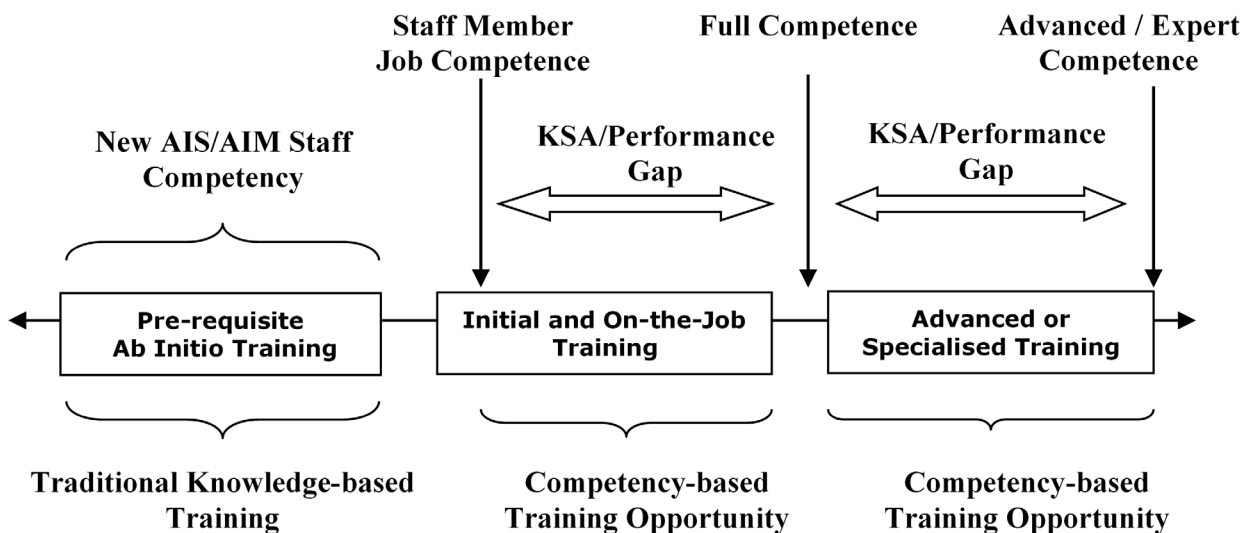 Staff Member
Job Competence
Full Competence
Advanced / Expert
Competence
New AIS/AIM Staff
Competency
KSA/Performance
Gap
KSA/Performance
Gap
Pre-requisite
Ab Initio Training
Initial and On-the-Job
Training
Advanced or
Specialised Training
Traditional Knowledge-based
Training
Competency-based
Training Opportunity
Competency-based
Training Opportunity